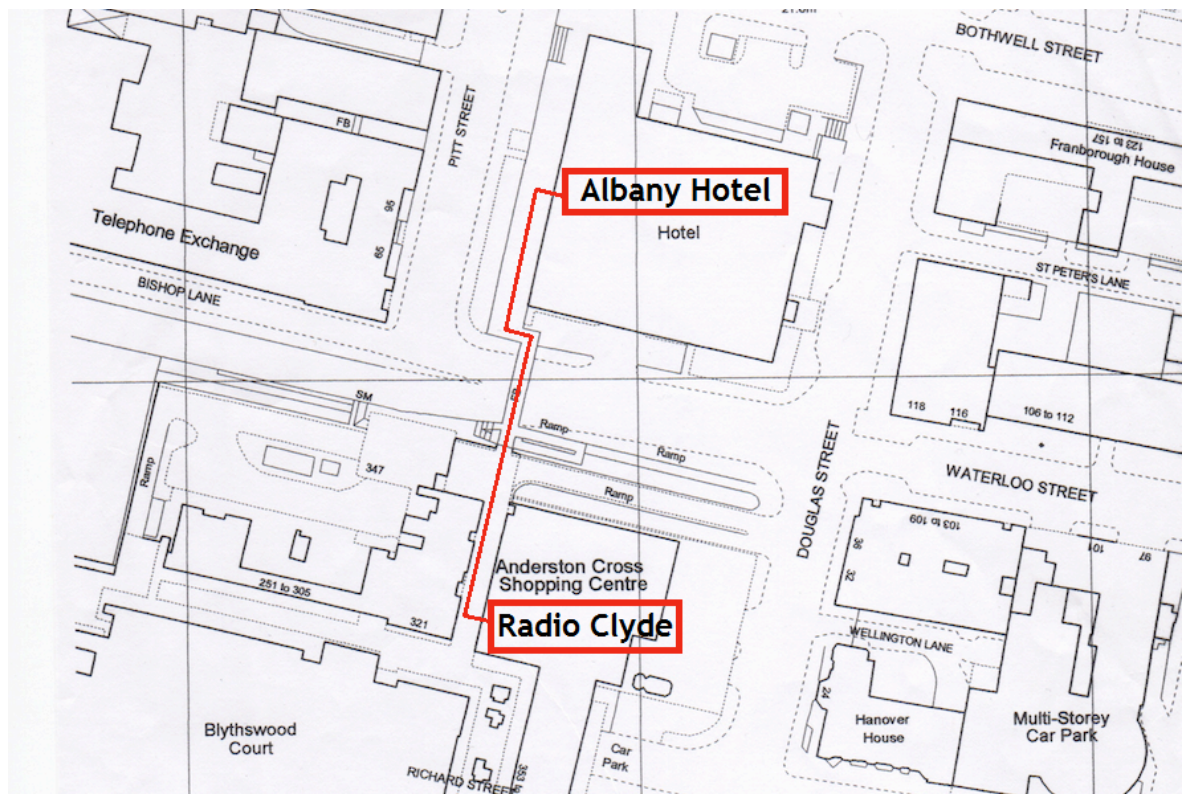 21.6m
BOTHWELL STREET
PITT STREET
FB
123 to 157
Franborough House
Albany Hotel
Hotel
95
65
Telephone Exchange
BISHOP LANE
ST PETER'S LANE
FB
SM
118
116
106 to 112
Ramp
Ramp
Ramp
Ramp
347
DOUGLAS STREET
WATERLOO STREET
103 to 109
101
97
36
32
Anderston Cross
Shopping Centre
251 to 305
321
Radio Clyde
WELLINGTON LANE
24
Hanover
House
Multi-Storey
Car Park
Blythswood
Court
Car
Park
RICHARD STREET
353